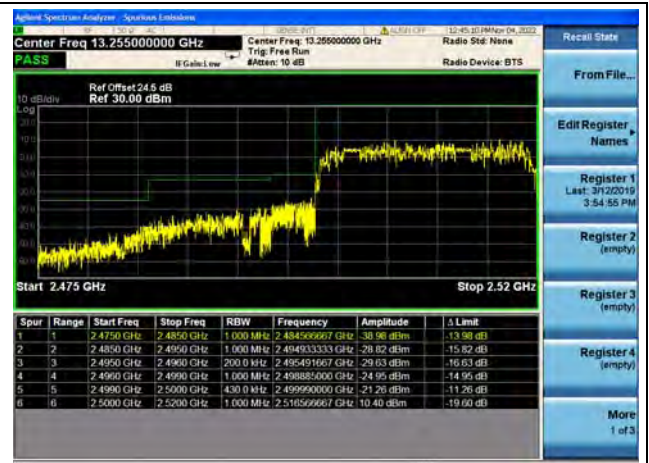 Agilent Spectrum Analyzer - Spurious Emissions
Center Freq 13.255000000 GHz
PASS
IFGain:Low
Center Freq: 13.255000000 GHz
Trig: Free Run
#Atten: 10 dB
ALIGN OFF
12:45:10 PM Nov 04, 2022
Radio Std: None
Radio Device: BTS
Ref Offset 24.5 dB
10 dB/div Ref 30.00 dBm
Log
Start 2.475 GHz
Stop 2.52 GHz
Spur Range Start Freq Stop Freq RBW Frequency Amplitude Δ Limit
1 1 2.4750 GHz 2.4850 GHz 1.000 MHz 2.484566667 GHz -38.98 dBm -13.98 dB
2 2 2.4850 GHz 2.4950 GHz 1.000 MHz 2.494933333 GHz -28.82 dBm -15.82 dB
3 3 2.4950 GHz 2.4960 GHz 200.0 kHz 2.495491667 GHz -29.63 dBm -16.63 dB
4 4 2.4960 GHz 2.4990 GHz 1.000 MHz 2.498885000 GHz -24.95 dBm -14.95 dB
5 5 2.4990 GHz 2.5000 GHz 430.0 kHz 2.499990000 GHz -21.26 dBm -11.26 dB
6 6 2.5000 GHz 2.5200 GHz 1.000 MHz 2.516566667 GHz 10.40 dBm -19.60 dB
Recall State
From File...
Edit Register
Names
Register 1
Last: 3/12/2019
3:54:55 PM
Register 2
(empty)
Register 3
(empty)
Register 4
(empty)
More
1 of 3